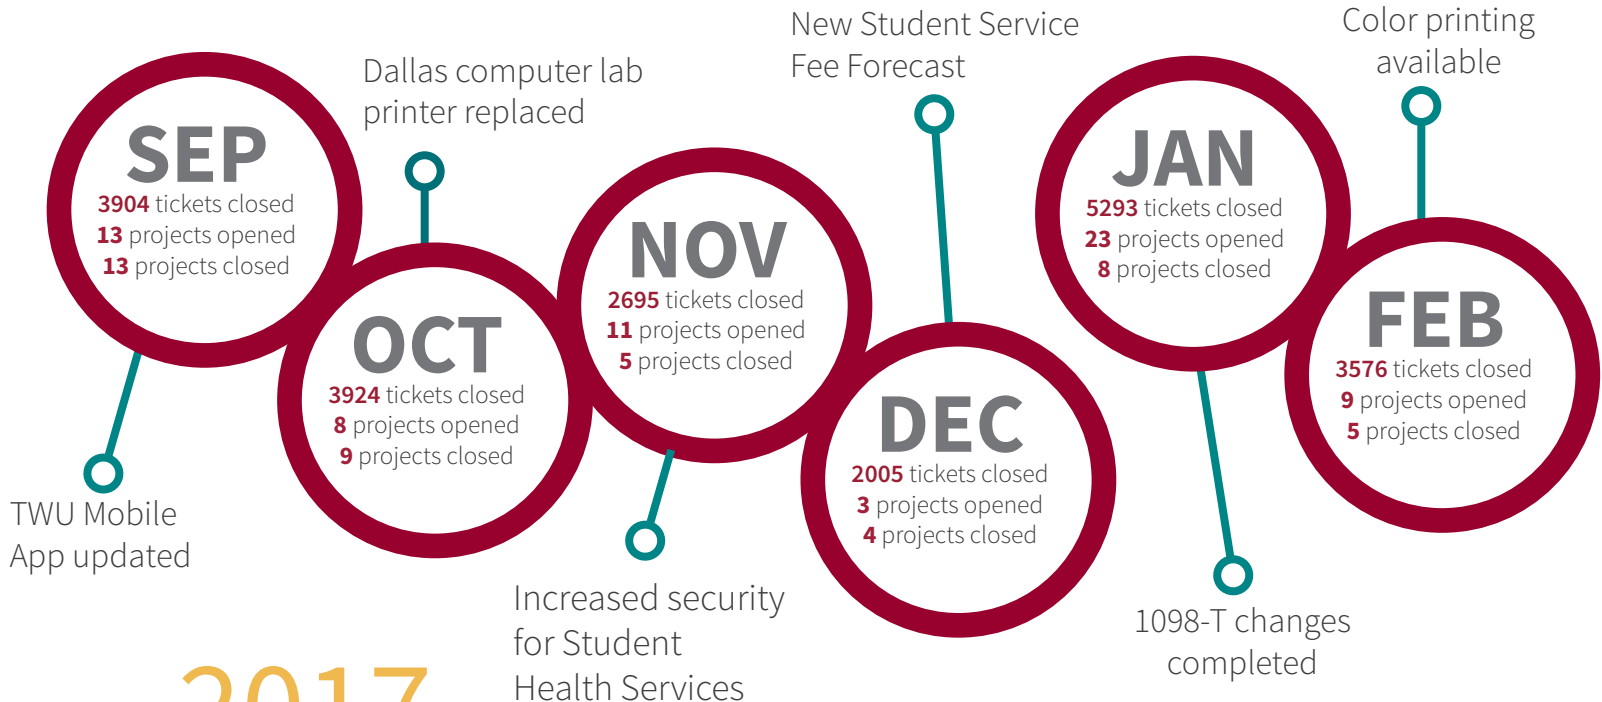 SEP
3904 tickets closed
13 projects opened
13 projects closed
TWU Mobile
App updated
Dallas computer lab
printer replaced
OCT
3924 tickets closed
8 projects opened
9 projects closed
NOV
2695 tickets closed
11 projects opened
5 projects closed
Increased security
for Student
Health Services
New Student Service
Fee Forecast
DEC
2005 tickets closed
3 projects opened
4 projects closed
JAN
5293 tickets closed
23 projects opened
8 projects closed
1098-T changes
completed
Color printing
available
FEB
3576 tickets closed
9 projects opened
5 projects closed
2017